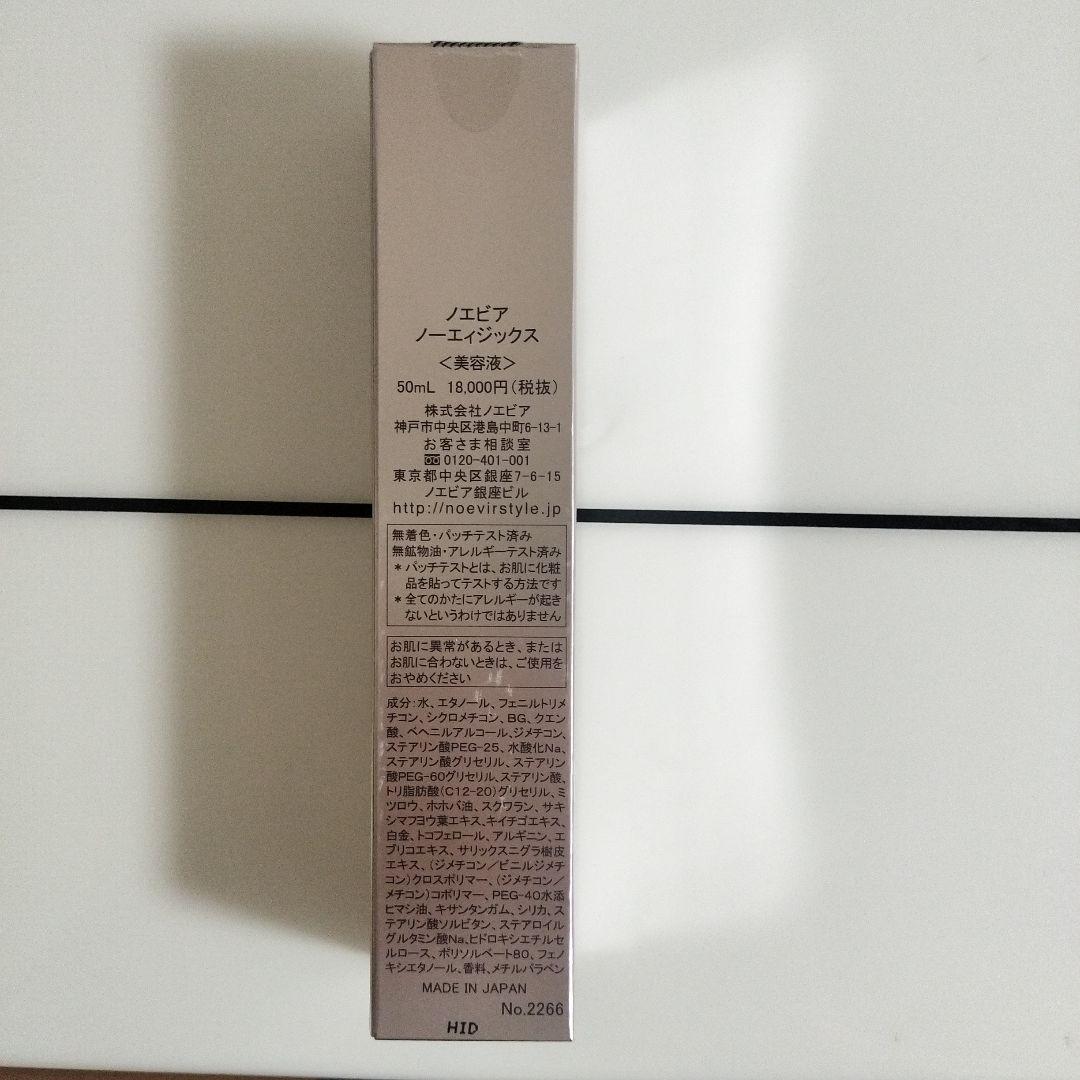 ノエビア
ノーエィジックス
＜美容液＞
50mL 18,000円（税抜）
株式会社ノエビア
神戸市中央区港島中町6-13-1
お客さま相談室
0120-401-001
東京都中央区銀座7-6-15
ノエビア銀座ビル
http://noevirstyle.jp
無着色・パッチテスト済み
無鉱物油・アレルギーテスト済み
＊パッチテストとは、お肌に化粧
品を貼ってテストする方法です
＊全てのかたにアレルギーが起き
ないというわけではありません
お肌に異常があるとき、または
お肌に合わないときは、ご使用を
おやめください
成分：水、エタノール、フェニルトリメ
チコン、シクロメチコン、BG、クエン
酸、ベヘニルアルコール、ジメチコン、
ステアリン酸PEG-25、水酸化Na、
ステアリン酸グリセリル、ステアリン
酸PEG-60グリセリル、ステアリン酸、
トリ脂肪酸（C12-20）グリセリル、ミ
ツロウ、ホホバ油、スクワラン、サキ
シマフヨウ葉エキス、キイチゴエキス、
白金、トコフェロール、アルギニン、エ
ブリコエキス、サリックスニグラ樹皮
エキス、（ジメチコン／ビニルジメチ
コン）クロスポリマー、（ジメチコン／
メチコン）コポリマー、PEG-40水添
ヒマシ油、キサンタンガム、シリカ、ス
テアリン酸ソルビタン、ステアロイル
グルタミン酸Na、ヒドロキシエチルセ
ルロース、ポリソルベート80、フェノ
キシエタノール、香料、メチルパラベン
MADE IN JAPAN
No.2266
HID